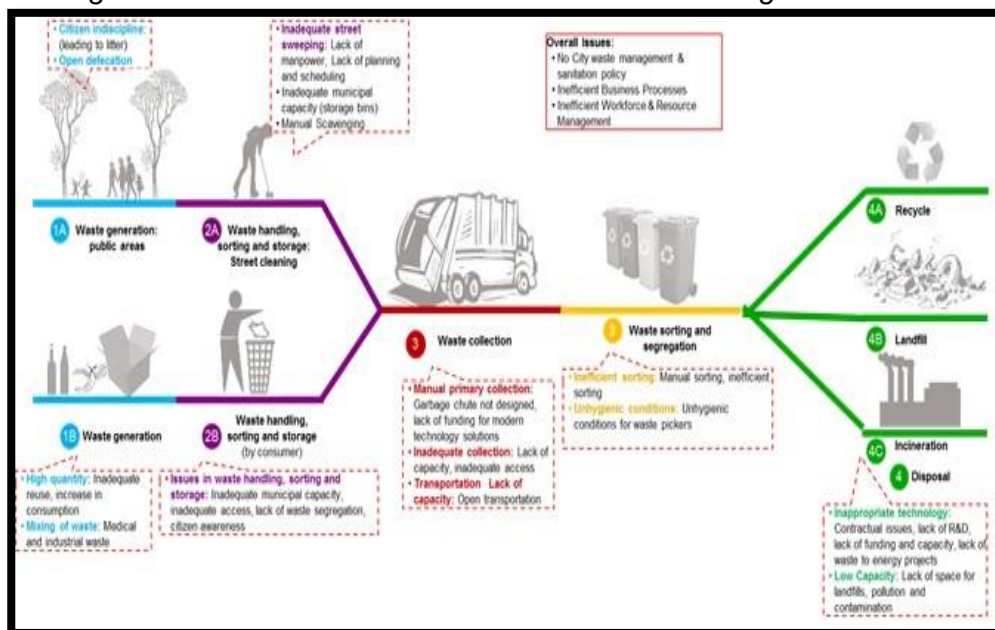 • Citizen indiscipline:
(leading to litter)
• Open defecation
• Inadequate street
sweeping: Lack of
manpower, Lack of planning
and scheduling
• Inadequate municipal
capacity (storage bins)
• Manual Scavenging
Overall Issues:
• No City waste management &
sanitation policy
• Inefficient Business Processes
• Inefficient Workforce & Resource
Management
1A
Waste generation:
public areas
2A
Waste handling,
sorting and storage:
Street cleaning
4A
Recycle
3
Waste collection
Waste sorting and
segregation
4B
Landfill
• Manual primary collection:
Garbage chute not designed,
lack of funding for modern
technology solutions
• Inadequate collection: Lack of
capacity, inadequate access
• Transportation Lack of
capacity: Open transportation
• Inefficient sorting: Manual sorting, inefficient
sorting
• Unhygienic conditions: Unhygienic
conditions for waste pickers
1B
Waste generation
2B
Waste handling,
sorting and storage
(by consumer)
Incineration
4C
4
Disposal
• High quantity: Inadequate
reuse, increase in
consumption
• Mixing of waste: Medical
and industrial waste
• Issues in waste handling, sorting and
storage: Inadequate municipal capacity,
inadequate access, lack of waste segregation,
citizen awareness
• Inappropriate technology:
Contractual issues, lack of R&D,
lack of funding and capacity, lack of
waste to energy projects
• Low Capacity: Lack of space for
landfills, pollution and
contamination